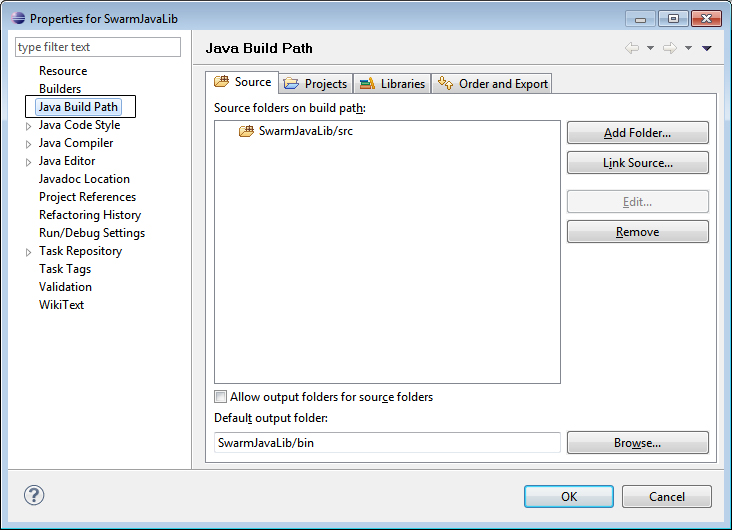 Properties for SwarmJavaLib
type filter text
Resource
Builders
Java Build Path
Java Code Style
Java Compiler
Java Editor
Javadoc Location
Project References
Refactoring History
Run/Debug Settings
Task Repository
Task Tags
Validation
WikiText
Java Build Path
Source
Projects
Libraries
Order and Export
Source folders on build path:
SwarmJavaLib/src
Add Folder...
Link Source...
Edit...
Remove
Allow output folders for source folders
Default output folder:
SwarmJavaLib/bin
Browse...
?
OK
Cancel